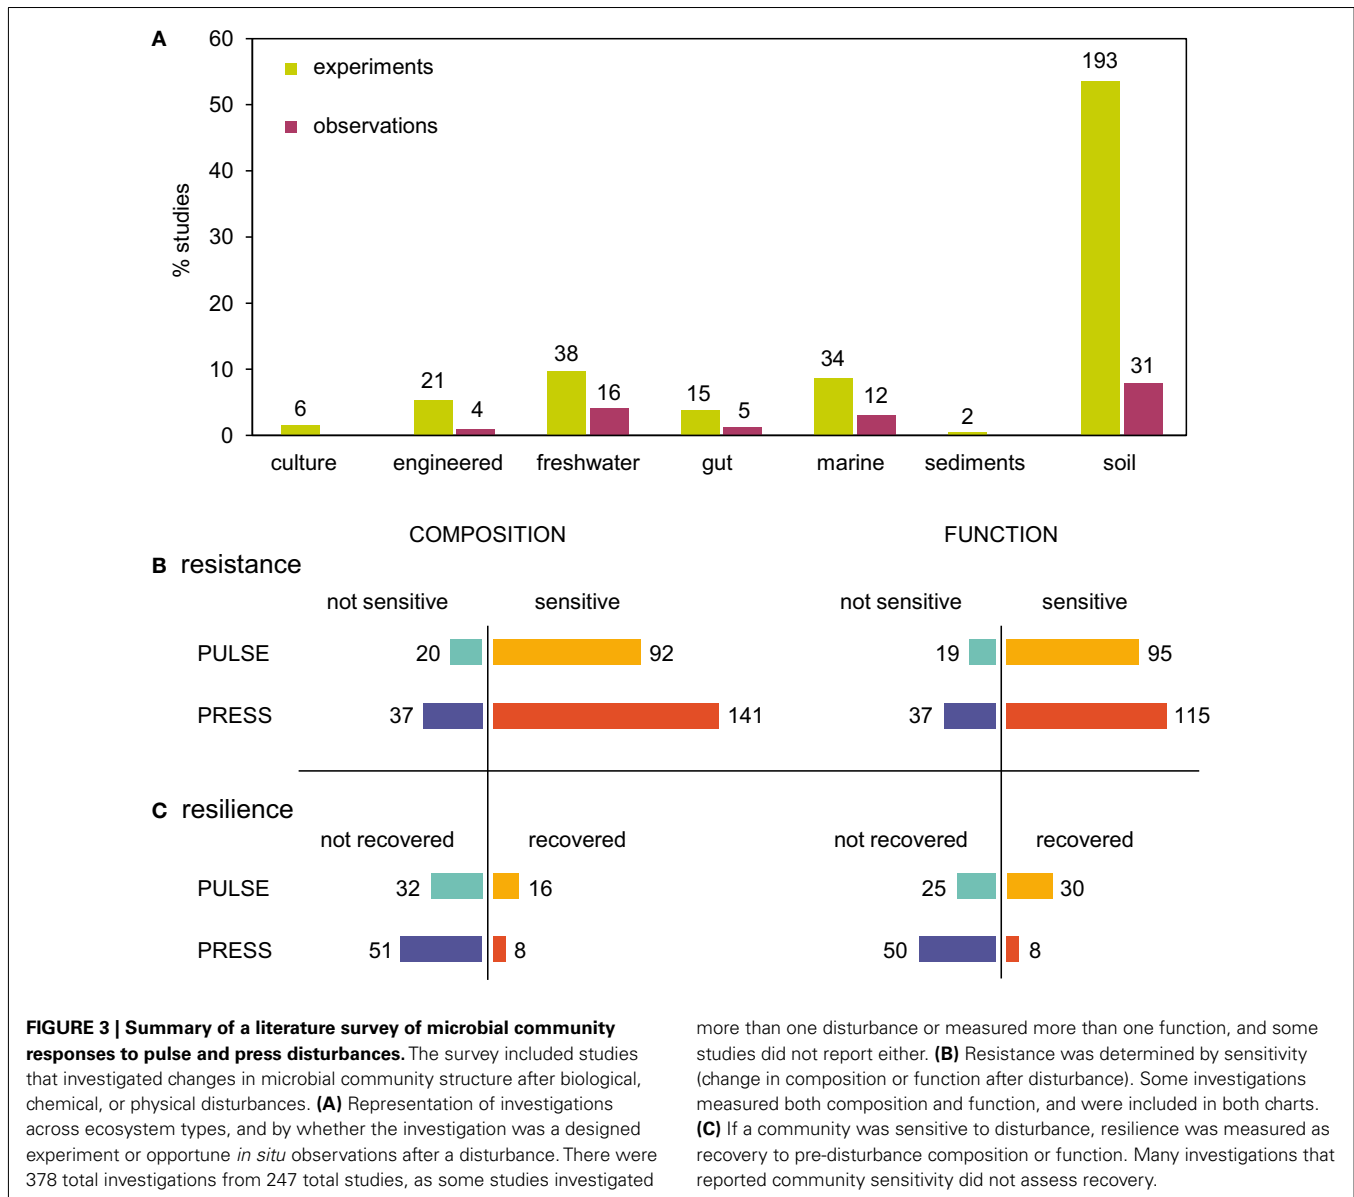 A
60
50
40
30
20
10
0
% studies
experiments
observations
6
21
4
38
16
15
5
34
12
2
193
31
culture engineered freshwater gut marine sediments soil
COMPOSITION FUNCTION
B resistance
not sensitive sensitive not sensitive sensitive
PULSE 20 92 19 95
PRESS 37 141 37 115
C resilience
not recovered recovered not recovered recovered
PULSE 32 16 25 30
PRESS 51 8 50 8
FIGURE 3 | Summary of a literature survey of microbial community
responses to pulse and press disturbances. The survey included studies
that investigated changes in microbial community structure after biological,
chemical, or physical disturbances. (A) Representation of investigations
across ecosystem types, and by whether the investigation was a designed
experiment or opportune in situ observations after a disturbance. There were
378 total investigations from 247 total studies, as some studies investigated
more than one disturbance or measured more than one function, and some
studies did not report either. (B) Resistance was determined by sensitivity
(change in composition or function after disturbance). Some investigations
measured both composition and function, and were included in both charts.
(C) If a community was sensitive to disturbance, resilience was measured as
recovery to pre-disturbance composition or function. Many investigations that
reported community sensitivity did not assess recovery.